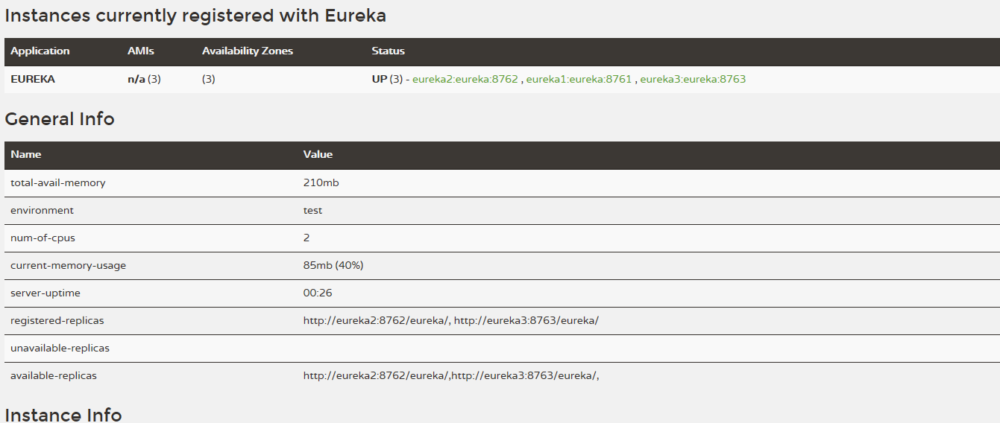 Instances currently registered with Eureka
Application AMIs Availability Zones Status
EUREKA n/a (3) (3) UP (3) - eureka2:eureka:8762 , eureka1:eureka:8761 , eureka3:eureka:8763
General Info
Name Value
total-avail-memory 210mb
environment test
num-of-cpus 2
current-memory-usage 85mb (40%)
server-uptime 00:26
registered-replicas http://eureka2:8762/eureka/, http://eureka3:8763/eureka/
unavailable-replicas
available-replicas http://eureka2:8762/eureka/,http://eureka3:8763/eureka/,
Instance Info